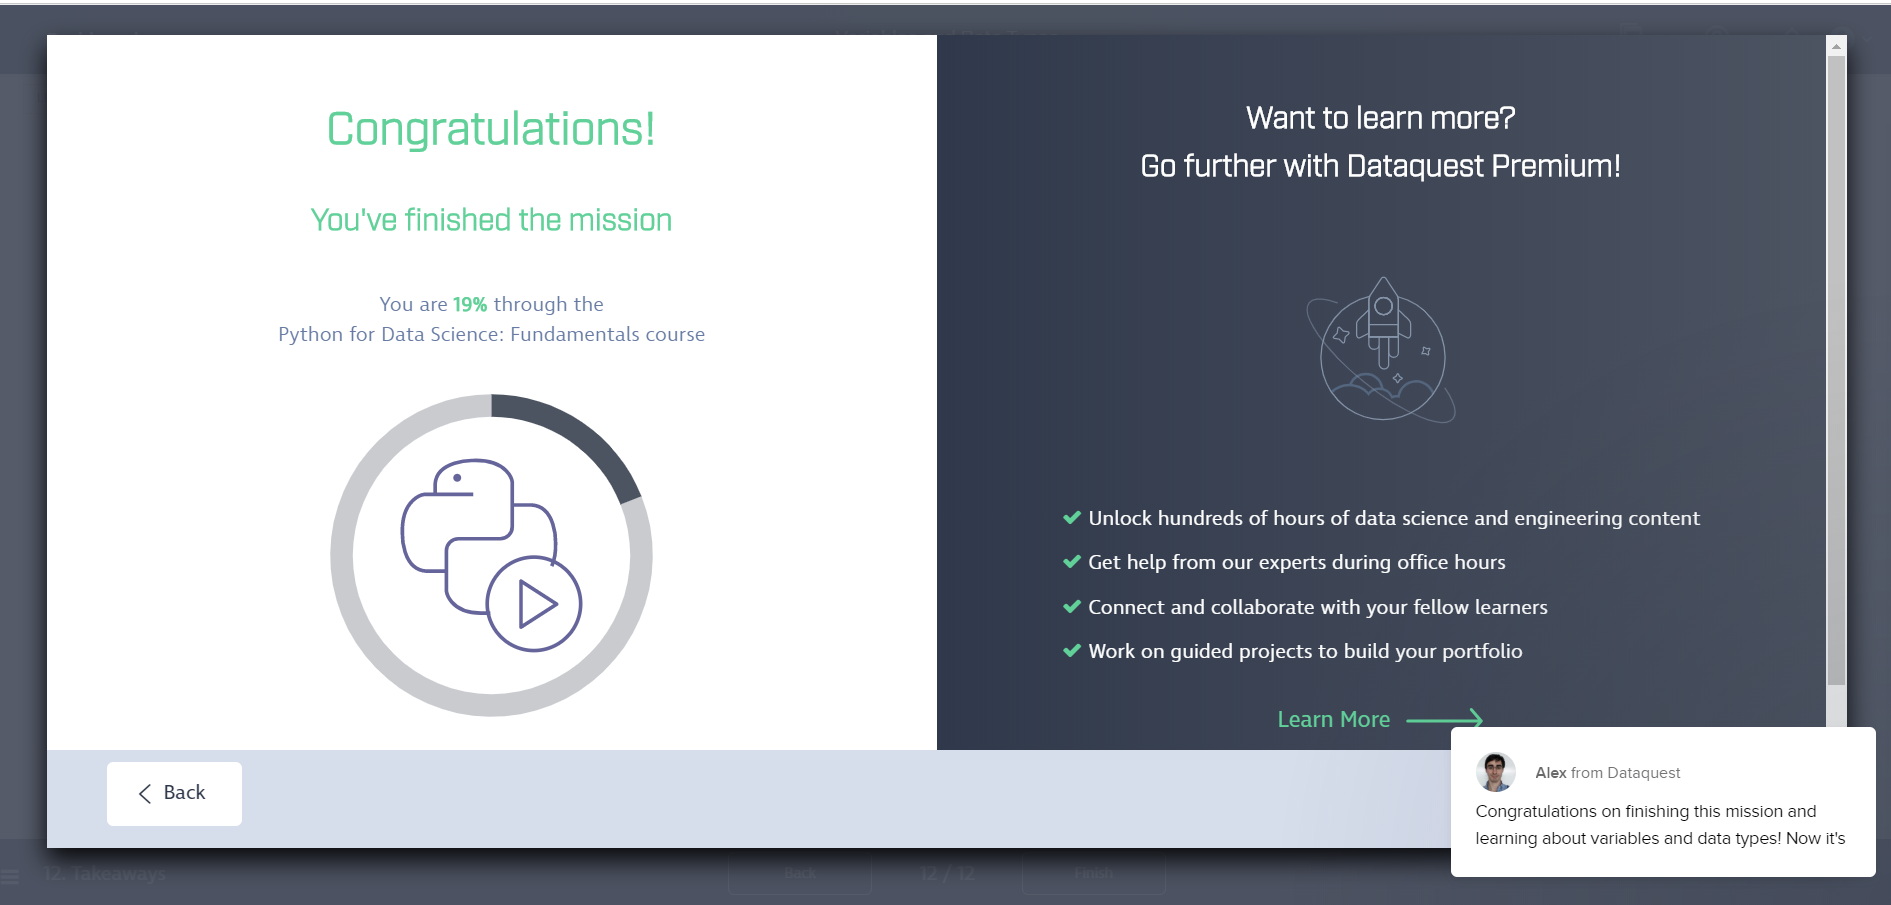 Congratulations!
You've finished the mission
You are 19% through the
Python for Data Science: Fundamentals course
Back
Want to learn more?
Go further with Dataquest Premium!
Unlock hundreds of hours of data science and engineering content
Get help from our experts during office hours
Connect and collaborate with your fellow learners
Work on guided projects to build your portfolio
Learn More
Alex from Dataquest
Congratulations on finishing this mission and
learning about variables and data types! Now it's
12. Takeaways
Back
12 / 12
Finish